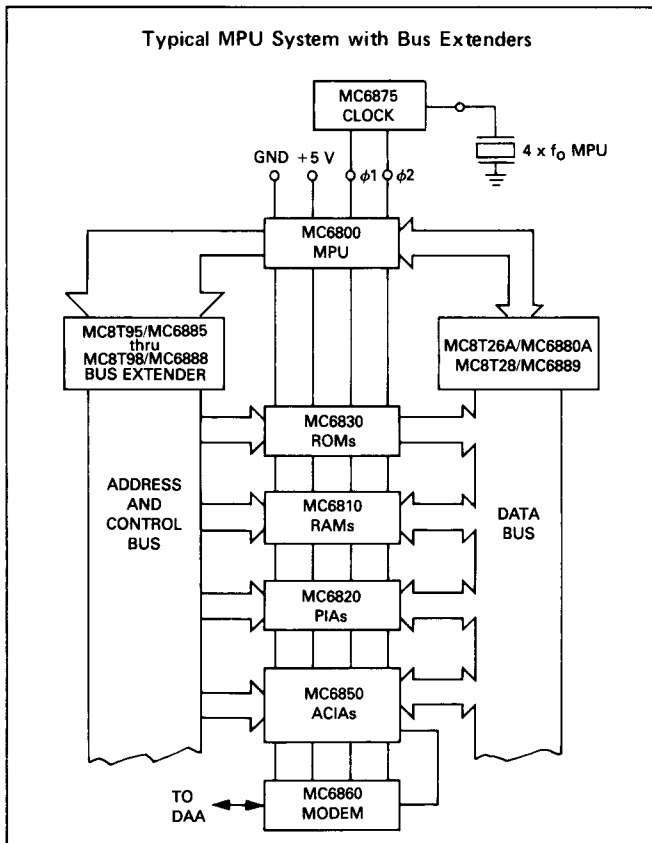 Typical MPU System with Bus Extenders
MC6875
CLOCK
4 x fo MPU
GND +5 V
ϕ1 ϕ2
MC6800
MPU
MC8T95/MC6885
thru
MC8T98/MC6888
BUS EXTENDER
MC8T26A/MC6880A
MC8T28/MC6889
MC6830
ROMs
ADDRESS
AND
CONTROL
BUS
MC6810
RAMs
DATA
BUS
MC6820
PIAs
MC6850
ACIAs
TO
DAA
MC6860
MODEM